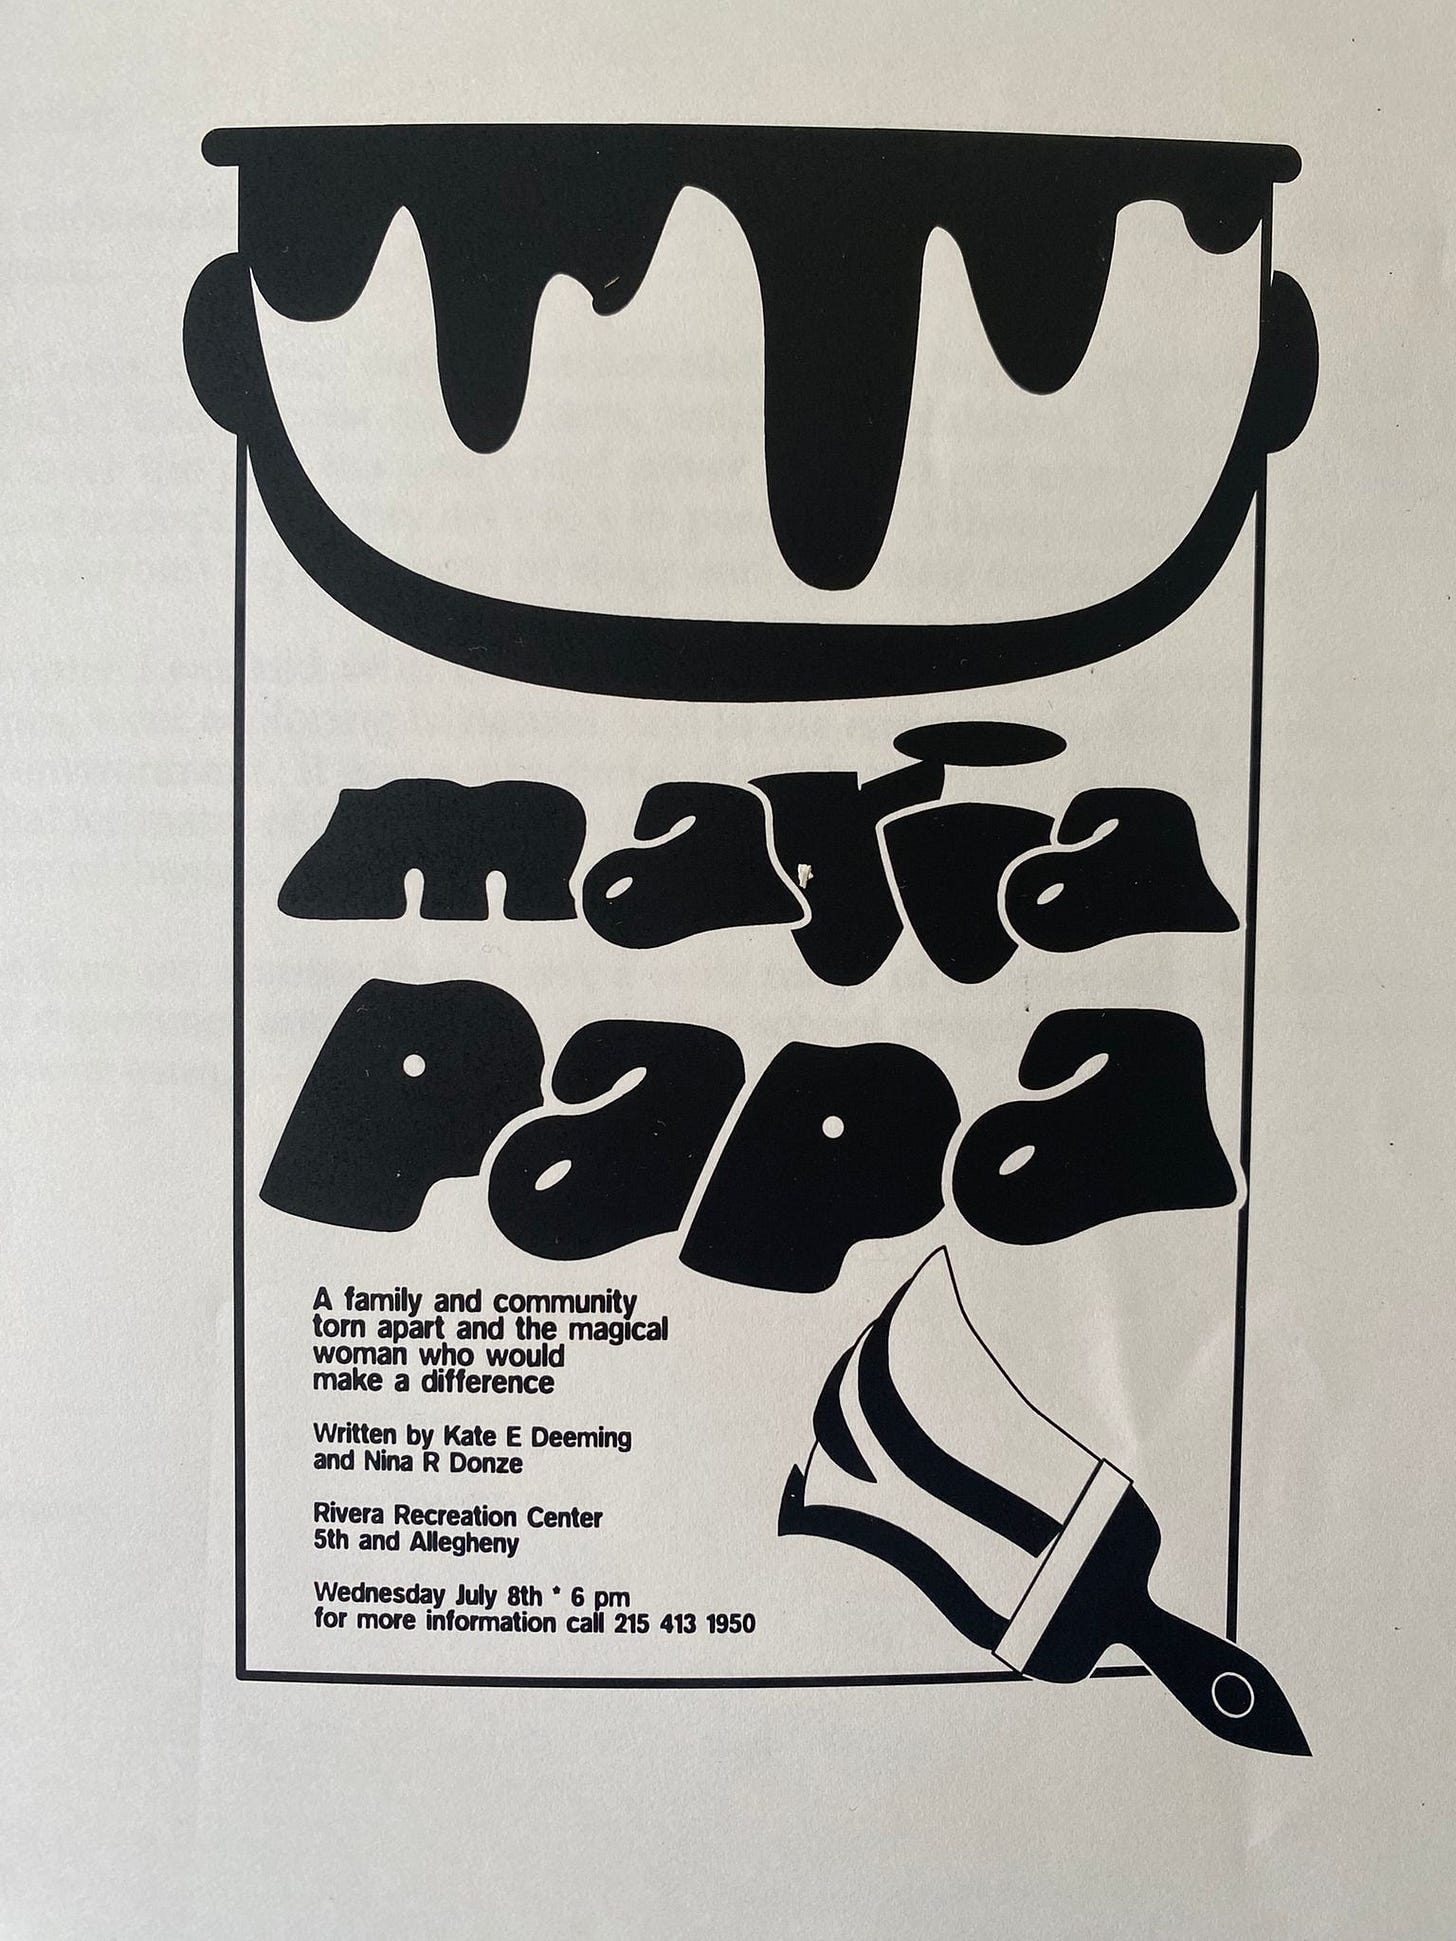 maria
papa
A family and community
torn apart and the magical
woman who would
make a difference
Written by Kate E Deeming
and Nina R Donze
Rivera Recreation Center
5th and Allegheny
Wednesday July 8th * 6 pm
for more information call 215 413 1950